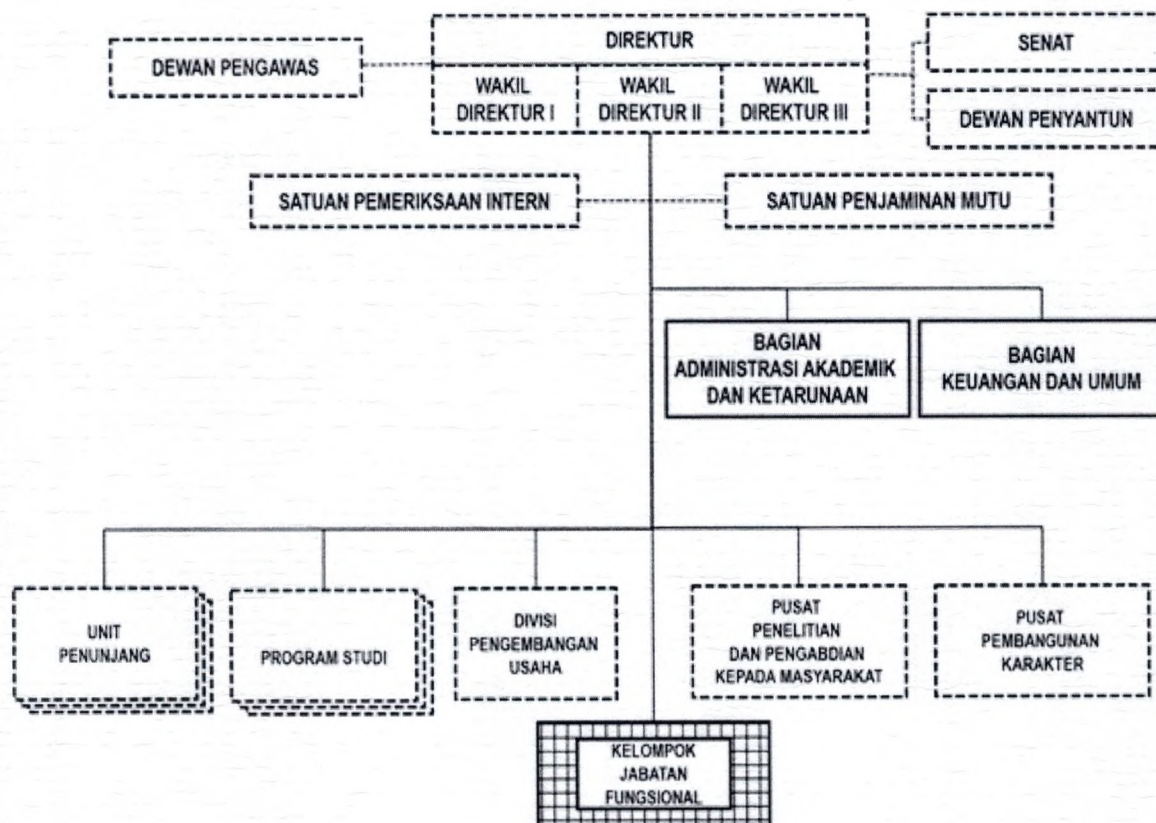 DIREKTUR
SENAT
DEWAN PENGAWAS
WAKIL
DIREKTUR I
WAKIL
DIREKTUR II
WAKIL
DIREKTUR III
DEWAN PENYANTUN
SATUAN PEMERIKSAAN INTERN
SATUAN PENJAMINAN MUTU
BAGIAN
ADMINISTRASI AKADEMIK
DAN KETARUNAAN
BAGIAN
KEUANGAN DAN UMUM
UNIT
PENUNJANG
PROGRAM STUDI
DIVISI
PENGEMBANGAN
USAHA
PUSAT
PENELITIAN
DAN PENGABDIAN
KEPADA MASYARAKAT
PUSAT
PEMBANGUNAN
KARAKTER
KELOMPOK
JABATAN
FUNGSIONAL